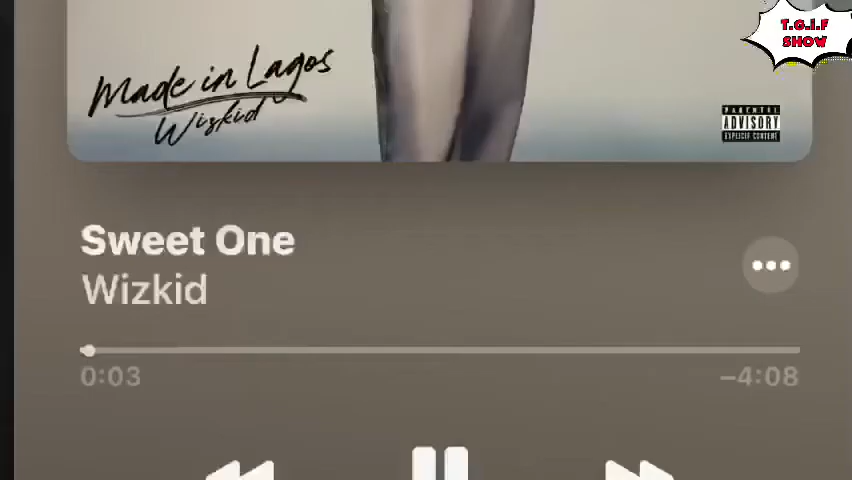 T.G.I.F
SHOW
Made in Lagos
Wizkid
PARENTAL
ADVISORY
EXPLICIT CONTENT
Sweet One
Wizkid
0:03
−4:08